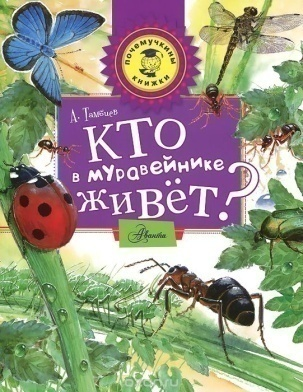 почемучкины
книжки
А. Тамбиев
Кто
в муравейнике
живёт?
Аванта